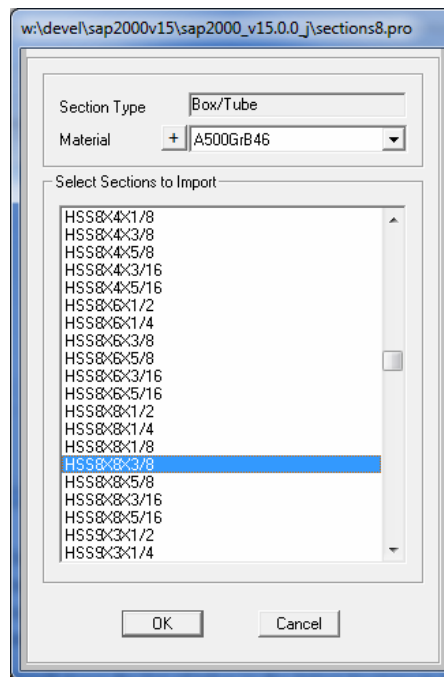 w:\devel\sap2000v15\sap2000_v15.0.0_j\sections8.pro
Section Type Box/Tube
Material + A500GrB46
Select Sections to Import
HSS8X4X1/8
HSS8X4X3/8
HSS8X4X5/8
HSS8X4X3/16
HSS8X4X5/16
HSS8X6X1/2
HSS8X6X1/4
HSS8X6X3/8
HSS8X6X5/8
HSS8X6X3/16
HSS8X6X5/16
HSS8X8X1/2
HSS8X8X1/4
HSS8X8X1/8
HSS8X8X3/8
HSS8X8X5/8
HSS8X8X3/16
HSS8X8X5/16
HSS9X3X1/2
HSS9X3X1/4
OK Cancel